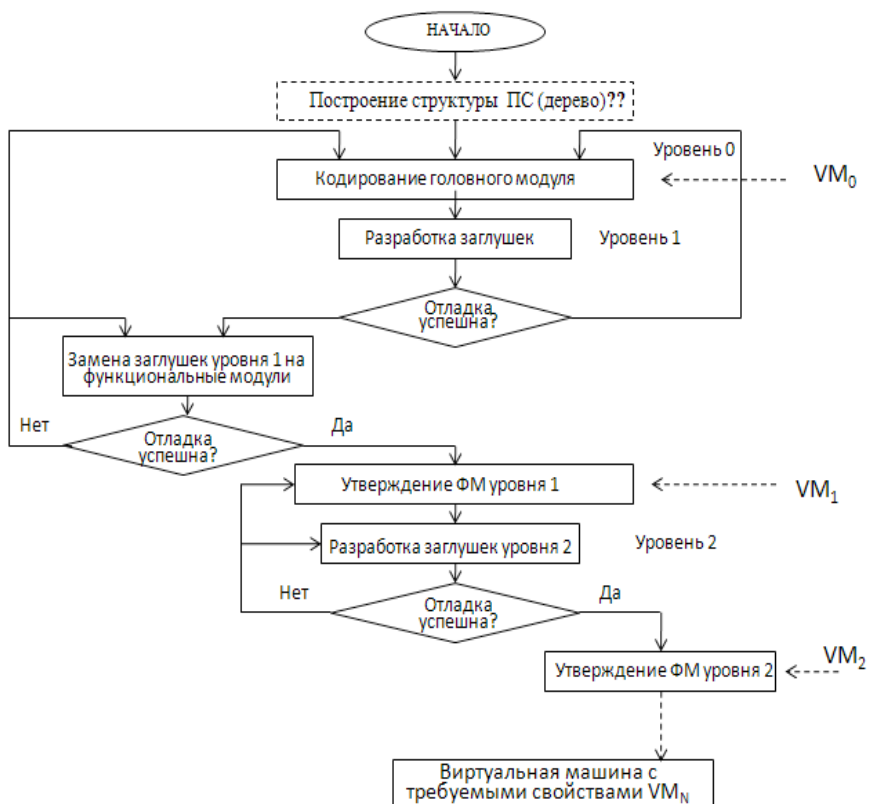 НАЧАЛО
Построение структуры ПС (дерево)??
Уровень 0
Кодирование головного модуля
VM0
Разработка заглушек
Уровень 1
Отладка
успешна?
Замена заглушек уровня 1 на
функциональные модули
Нет
Отладка
успешна?
Да
Утверждение ФМ уровня 1
VM1
Разработка заглушек уровня 2
Уровень 2
Нет
Отладка
успешна?
Да
VM2
Утверждение ФМ уровня 2
Виртуальная машина с
требуемыми свойствами VMN